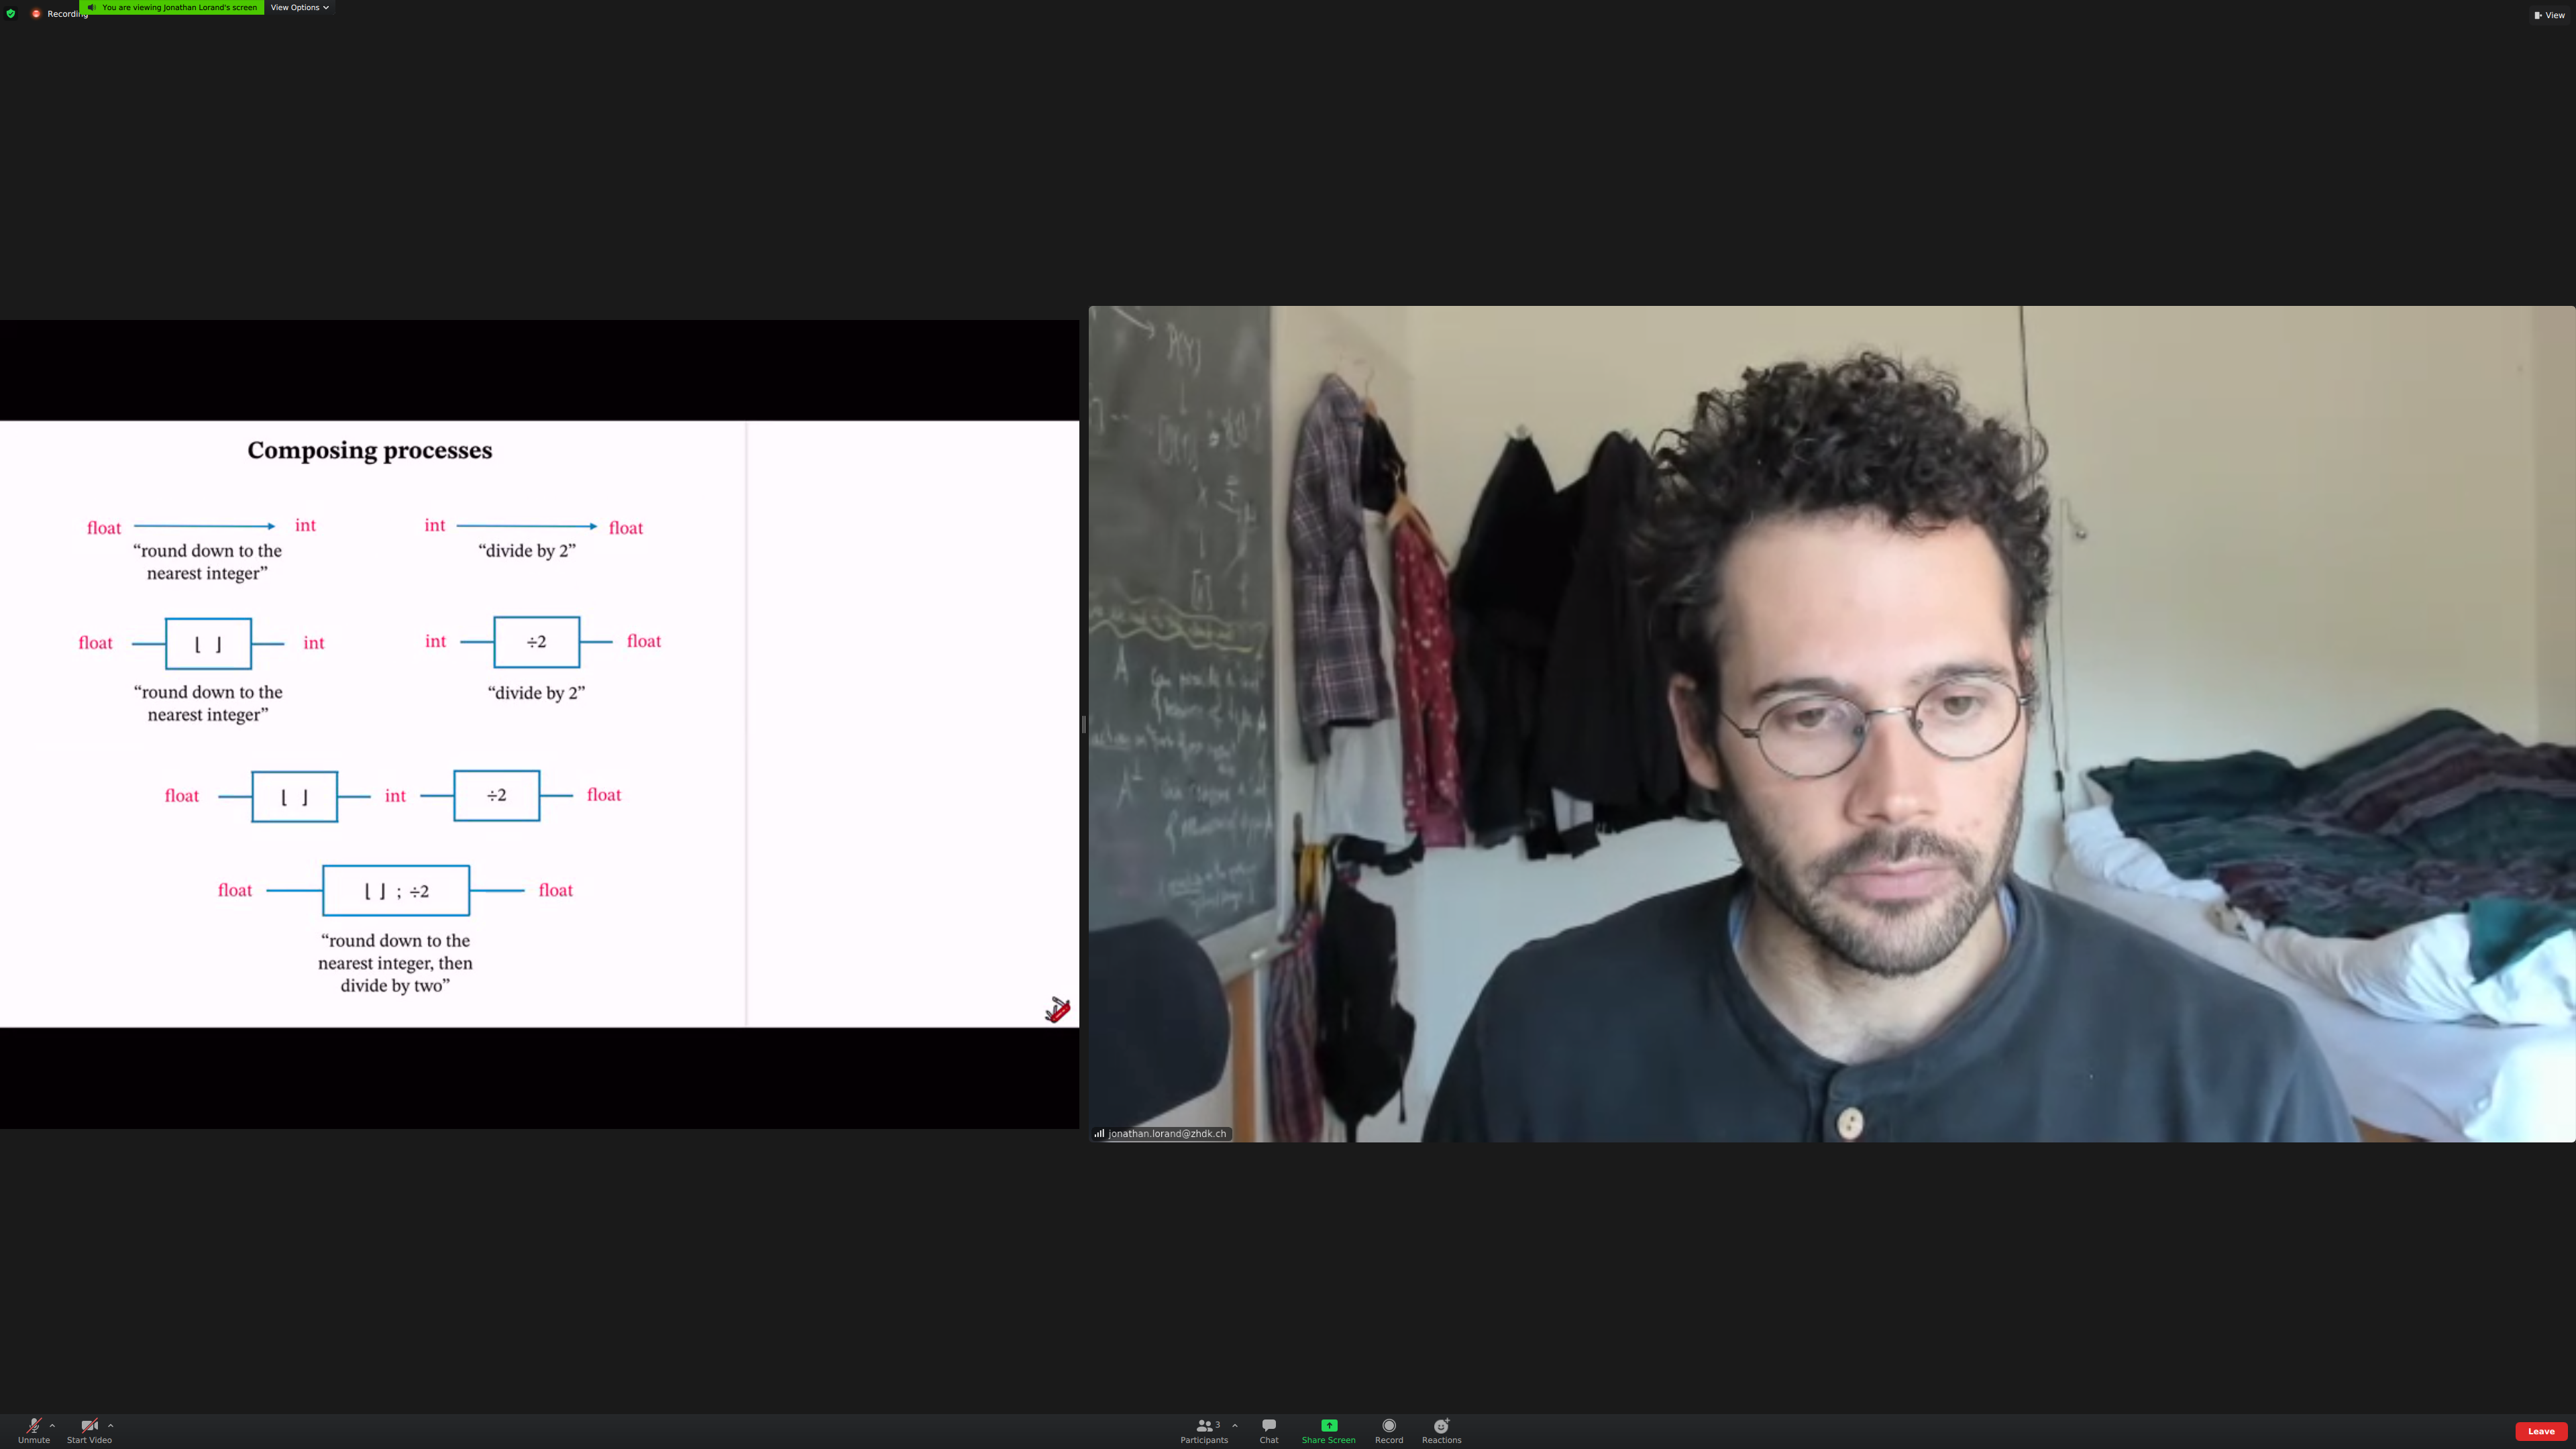 Recording
You are viewing Jonathan Lorand's screen
View Options
View
Composing processes
float int int float
“round down to the
nearest integer”
“divide by 2”
float ⌊ ⌋ int int ÷2 float
“round down to the
nearest integer”
“divide by 2”
float ⌊ ⌋ int ÷2 float
float ⌊ ⌋ ; ÷2 float
“round down to the
nearest integer, then
divide by two”
P(Y)
A
jonathan.lorand@zhdk.ch
Unmute
Start Video
3
Participants
Chat
Share Screen
Record
Reactions
Leave